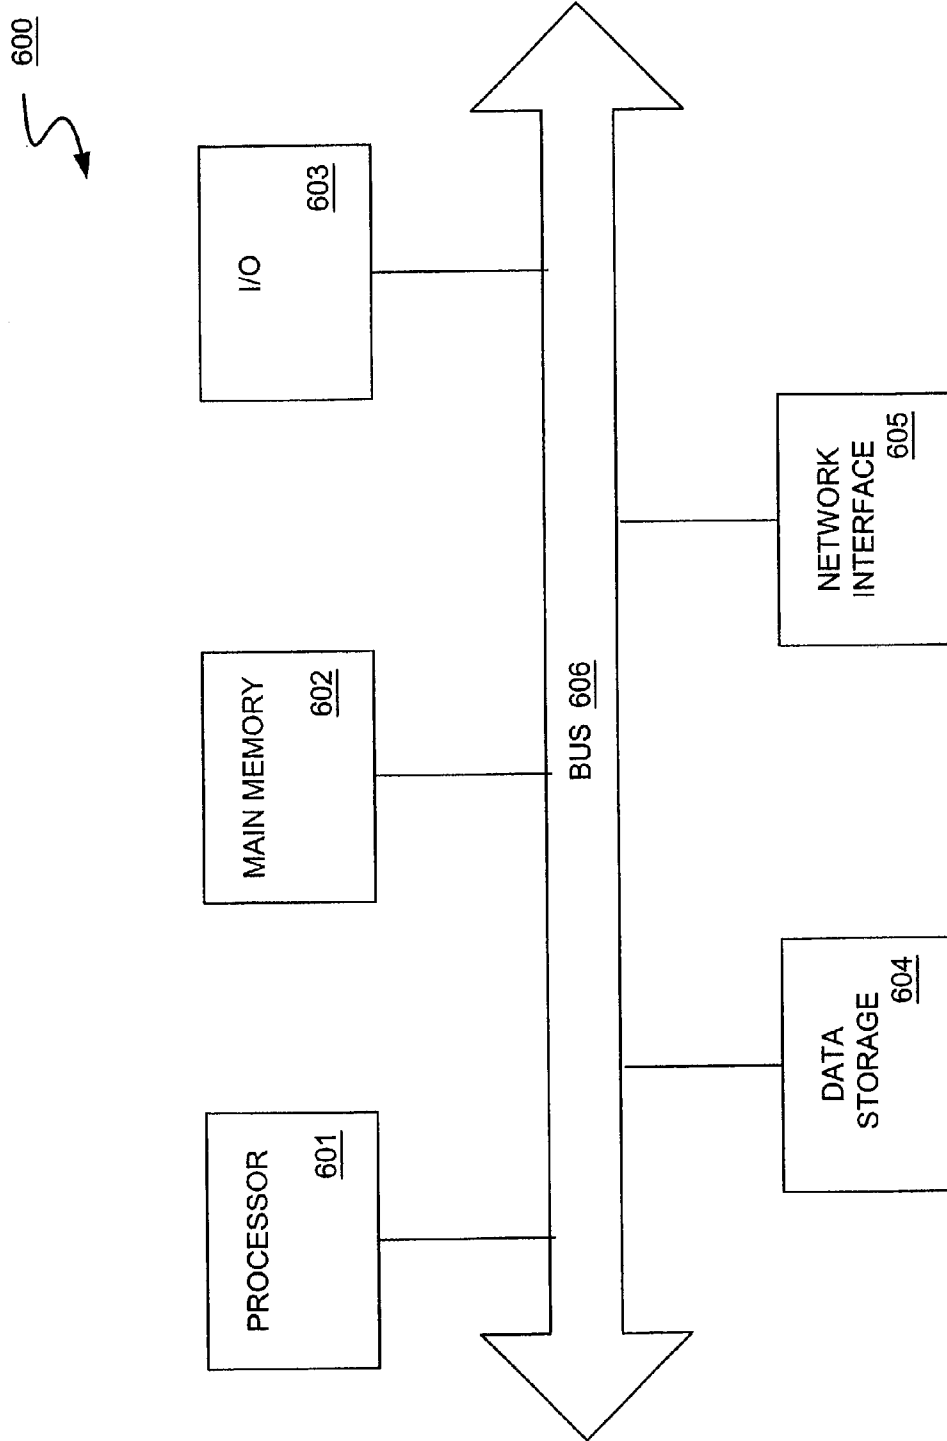 600
PROCESSOR
601
MAIN MEMORY
602
I/O
603
BUS 606
DATA
STORAGE
604
NETWORK
INTERFACE
605